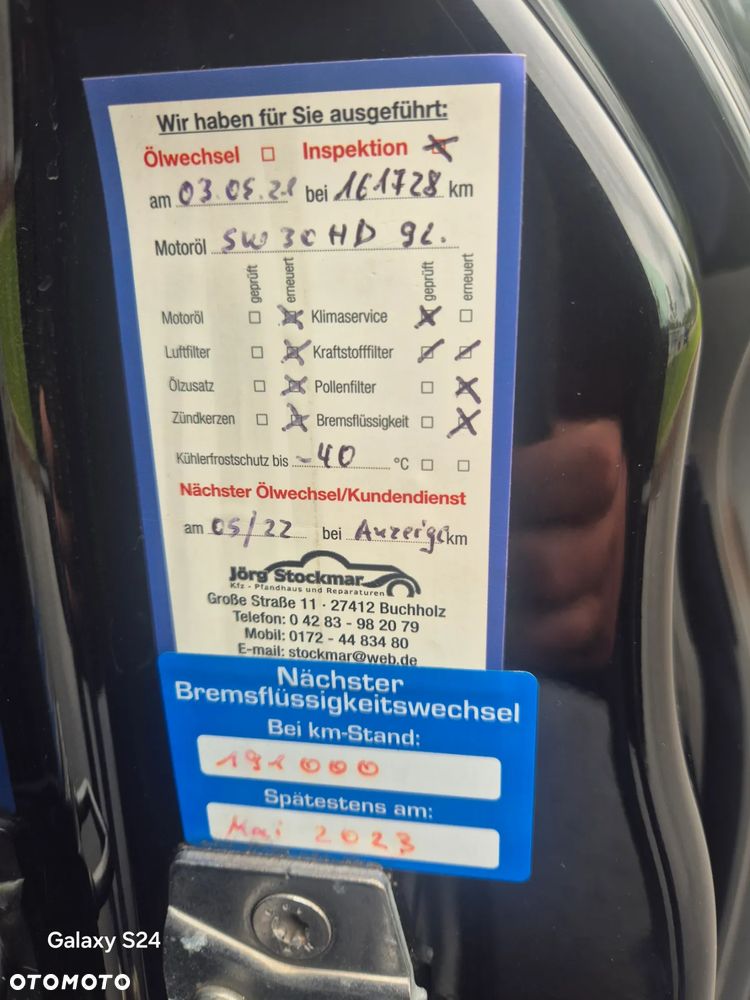 Wir haben für Sie ausgeführt:
Ölwechsel Inspektion
am 03.05.21 bei 161728 km
Motoröl 5W30 HD 9L.
geprüft erneuert geprüft erneuert
Motoröl Klimaservice
Luftfilter Kraftstofffilter
Ölzusatz Pollenfilter
Zündkerzen Bremsflüssigkeit
Kühlerfrostschutz bis -40 °C
Nächster Ölwechsel/Kundendienst
am 05/22 bei Anzeige km
Jörg Stockmar
Kfz - Pfandhaus und Reparaturen
Große Straße 11 · 27412 Buchholz
Telefon: 0 42 83 - 98 20 79
Mobil: 0172 - 44 834 80
E-mail: stockmar@web.de
Nächster
Bremsflüssigkeitswechsel
Bei km-Stand:
191000
Spätestens am:
Mai 2023
Galaxy S24
OTOMOTO